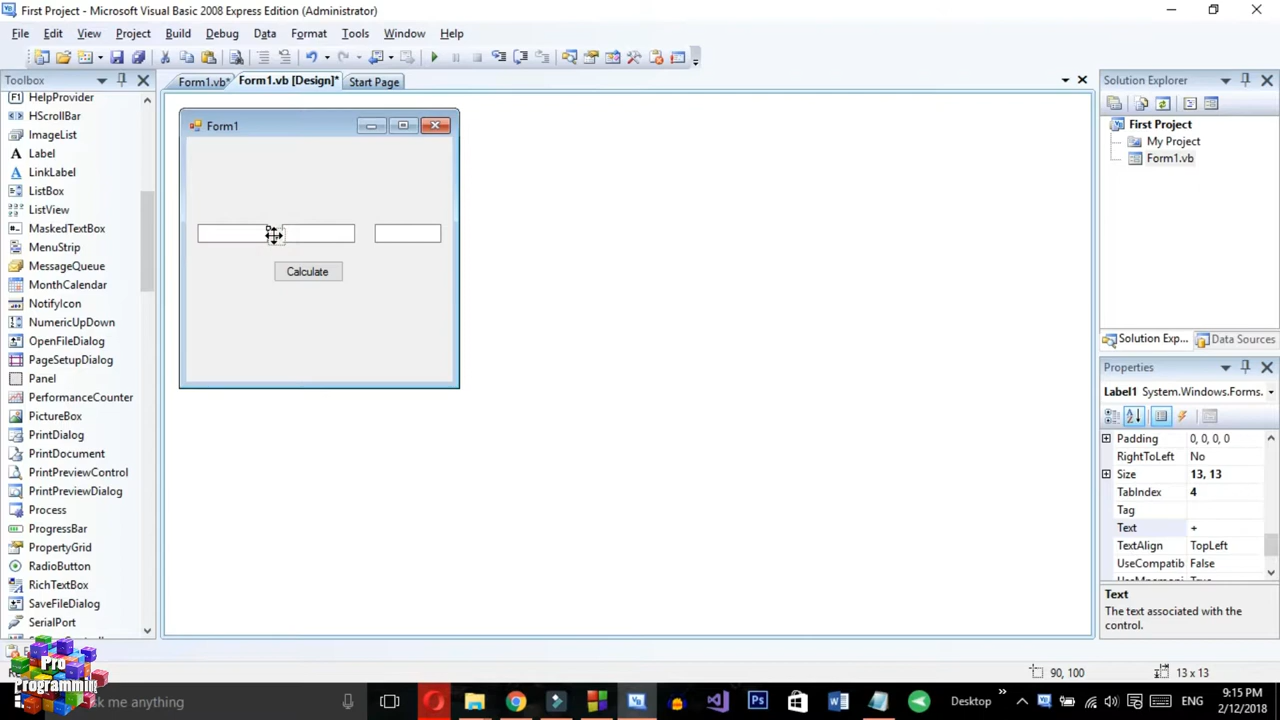 First Project - Microsoft Visual Basic 2008 Express Edition (Administrator)
File Edit View Project Build Debug Data Format Tools Window Help
Toolbox
HelpProvider
HScrollBar
ImageList
Label
LinkLabel
ListBox
ListView
MaskedTextBox
MenuStrip
MessageQueue
MonthCalendar
NotifyIcon
NumericUpDown
OpenFileDialog
PageSetupDialog
Panel
PerformanceCounter
PictureBox
PrintDialog
PrintDocument
PrintPreviewControl
PrintPreviewDialog
Process
ProgressBar
PropertyGrid
RadioButton
RichTextBox
SaveFileDialog
SerialPort
Form1.vb* Form1.vb [Design]* Start Page
Form1
Calculate
Solution Explorer
First Project
My Project
Form1.vb
Solution Exp... Data Sources
Properties
Label1 System.Windows.Forms.
Padding 0, 0, 0, 0
RightToLeft No
Size 13, 13
TabIndex 4
Tag
Text +
TextAlign TopLeft
UseCompatib False
Text
The text associated with the
control.
90, 100 13 x 13
Pro
Programming
me anything
Desktop
9:15 PM
2/12/2018